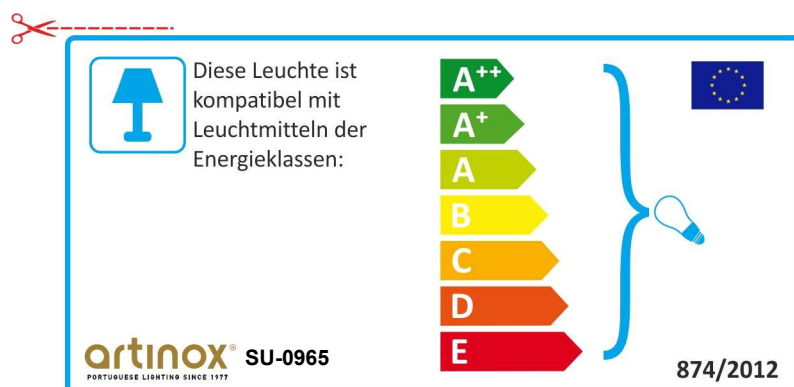 Diese Leuchte ist
kompatibel mit
Leuchtmitteln der
Energieklassen:
A++
A+
A
B
C
D
E
artinox® SU-0965
PORTUGUESE LIGHTING SINCE 1977
874/2012